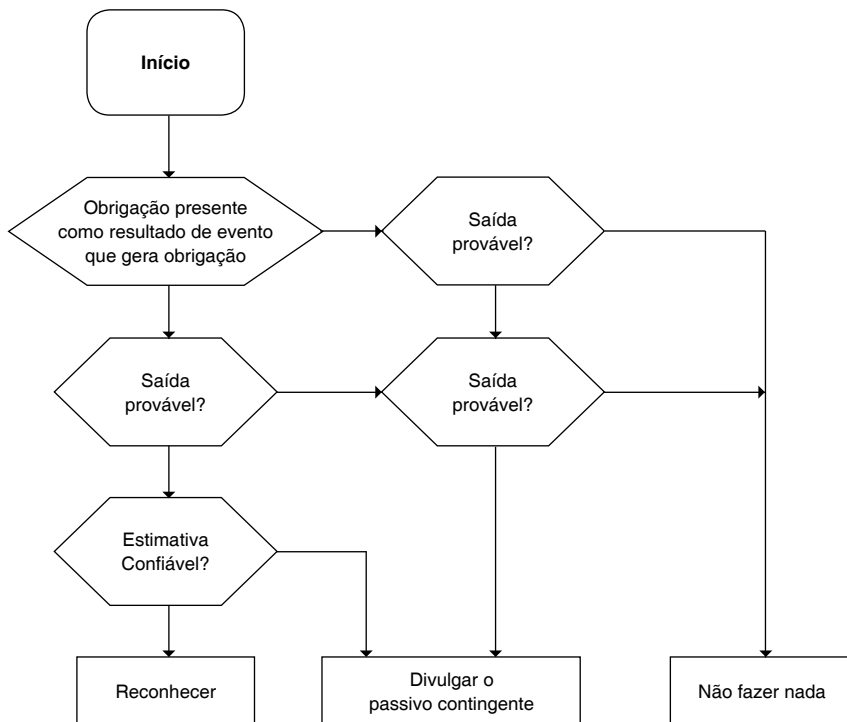 Início
Obrigação presente
como resultado de evento
que gera obrigação
Saída
provável?
Saída
provável?
Saída
provável?
Estimativa
Confiável?
Reconhecer
Divulgar o
passivo contingente
Não fazer nada